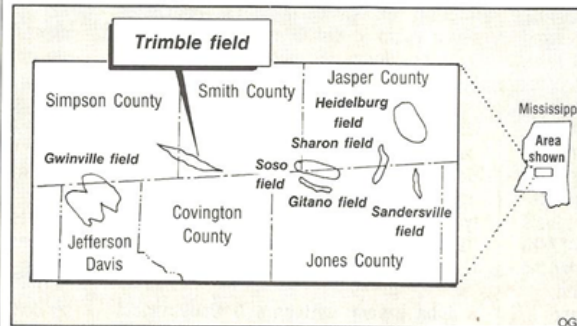 Trimble field
Simpson County
Smith County
Jasper County
Heidelburg
field
Sharon field
Gwinville field
Soso
field
Gitano field
Sandersville
field
Covington
County
Jefferson
Davis
Jones County
Mississippi
Area
shown